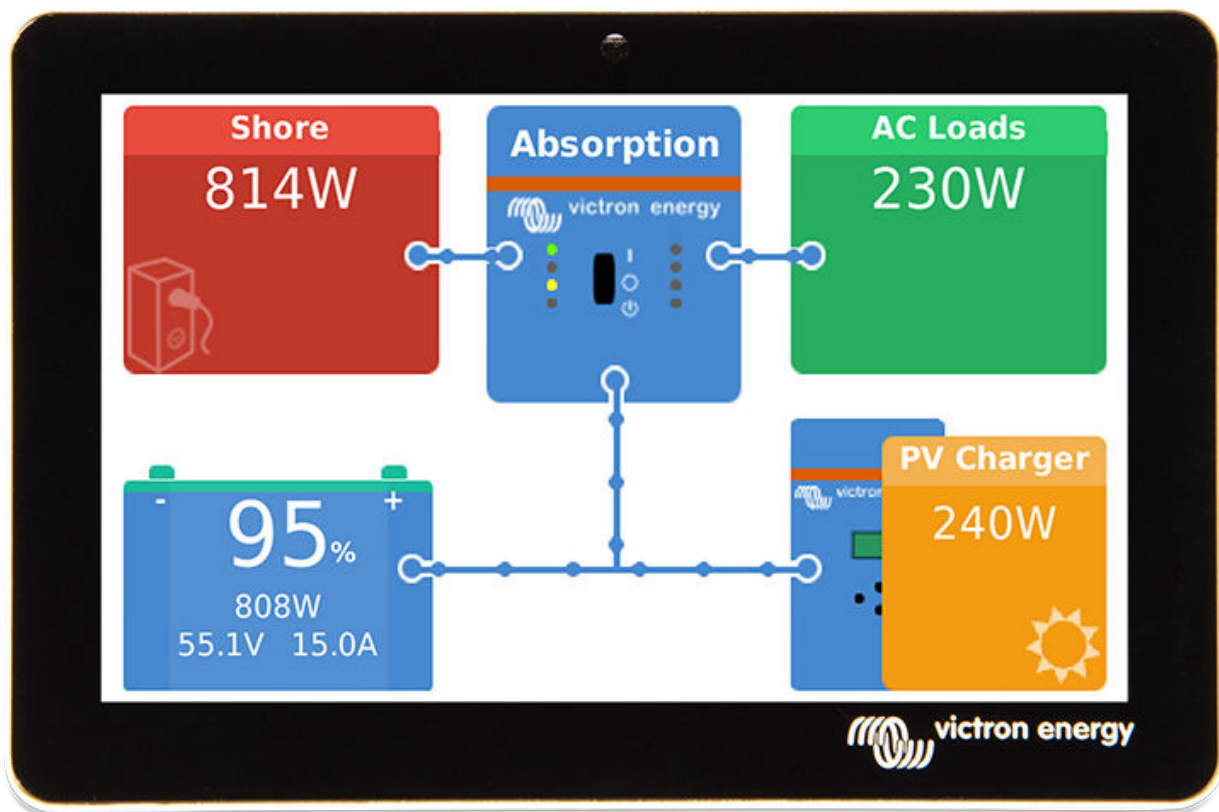 Shore
814W
Absorption
victron energy
AC Loads
230W
- +
95%
808W
55.1V 15.0A
victron
PV Charger
240W
victron energy